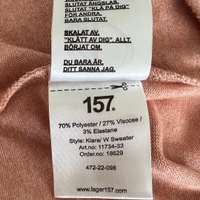 SLUTAT ÄNGSLAS.
SLUTAT "KLÄ PÅ DIG"
FÖR ANDRA.
BARA SLUTAT.
SKALAT AV.
"KLÄTT AV DIG". ALLT.
BÖRJAT OM.
DU BARA ÄR.
DITT SANNA JAG.
157.
70% Polyester / 27% Viscose /
3% Elastane
Style: Klara/ W Sweater
Art.no: 11734-33
Order.no: 18629
472-22-098
www.lager157.com